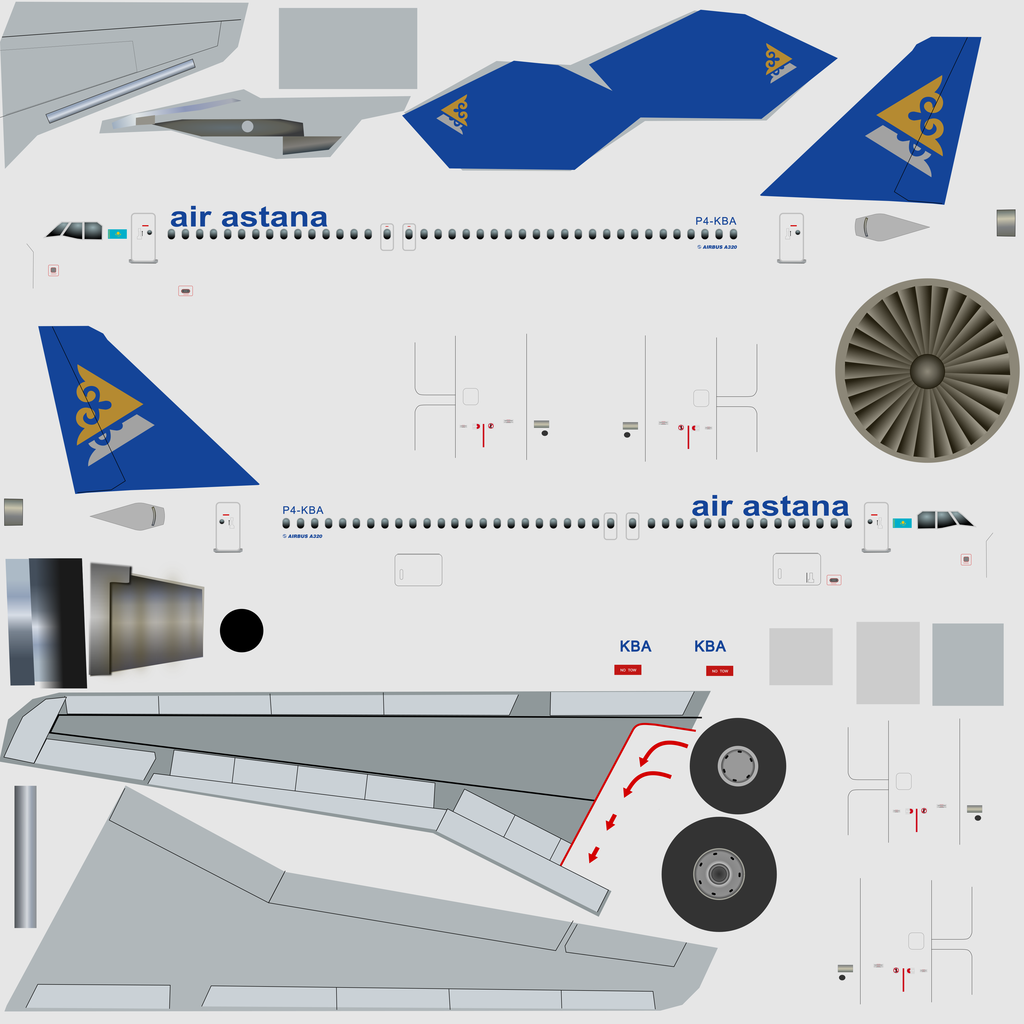 air astana
P4-KBA
S AIRBUS A320
air astana
P4-KBA
S AIRBUS A320
KBA
KBA
NO TOW
NO TOW